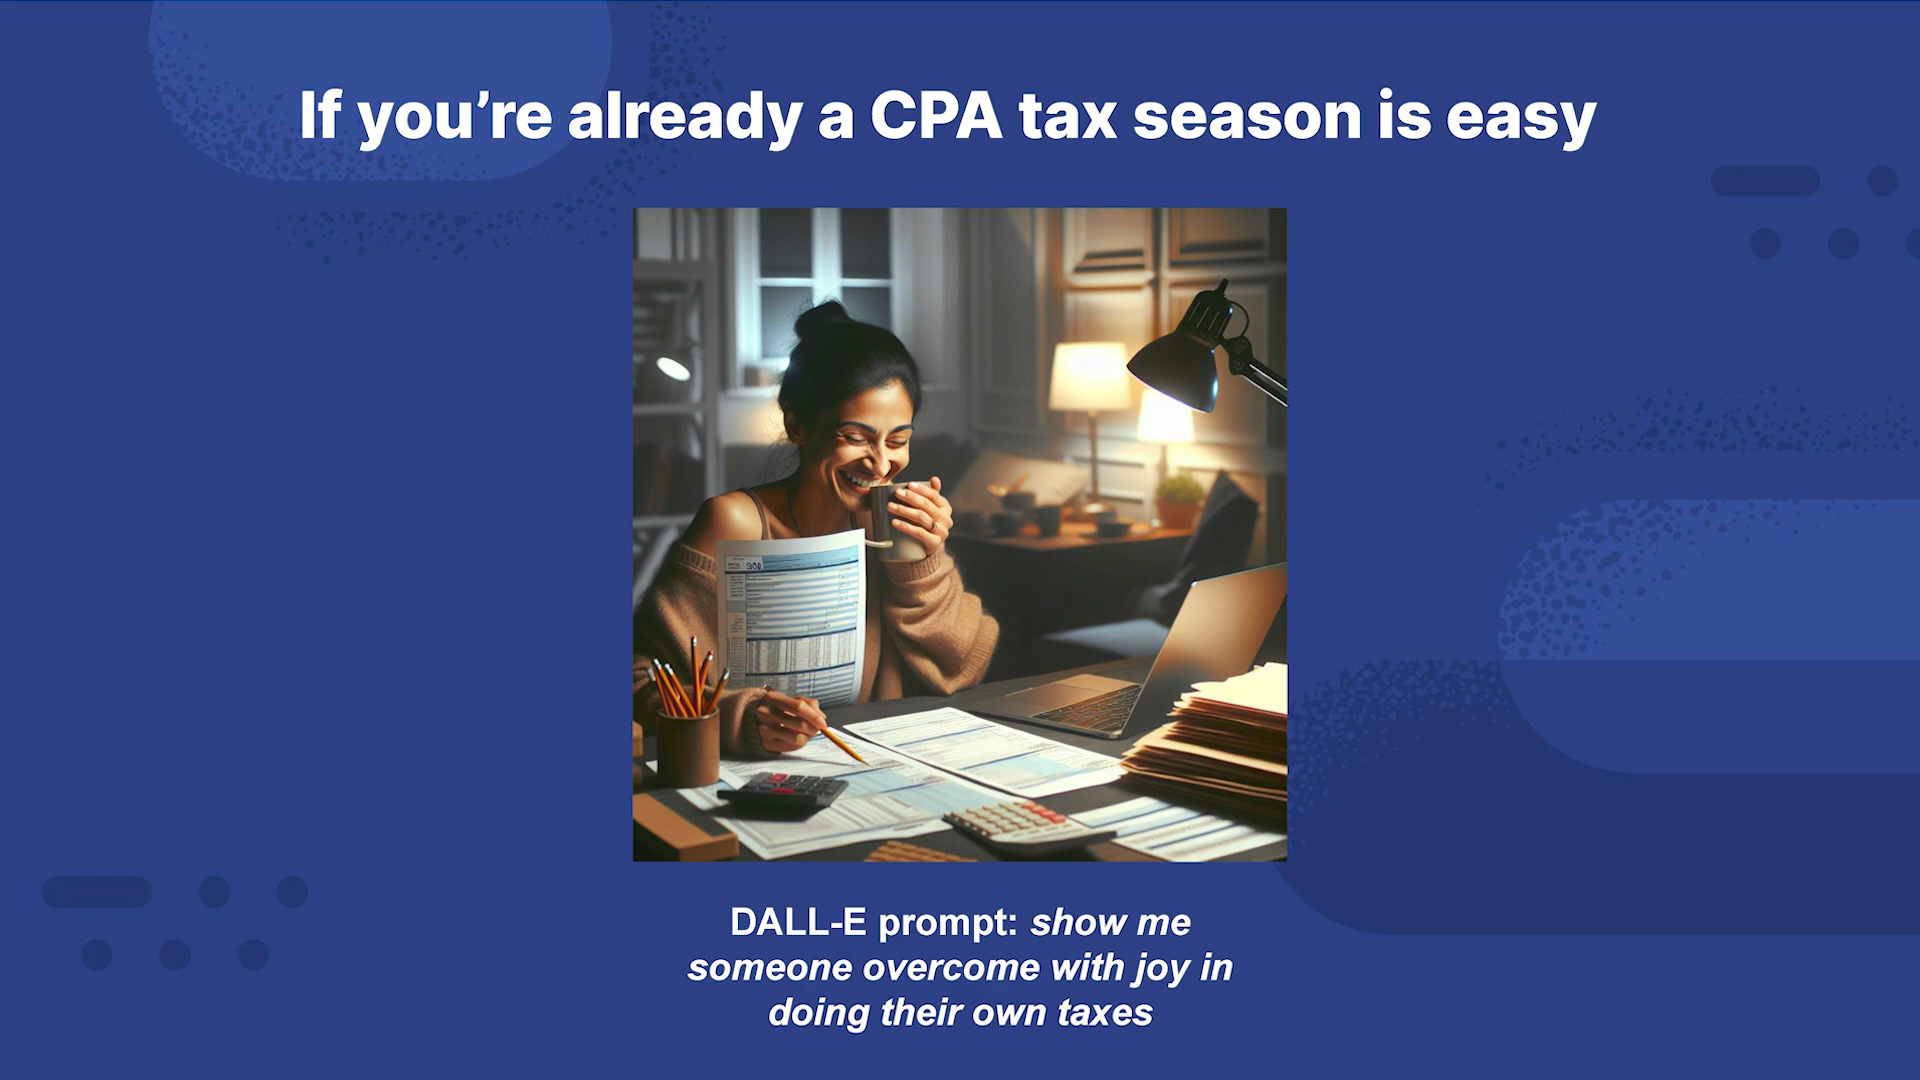 If you’re already a CPA tax season is easy
DALL-E prompt: show me
someone overcome with joy in
doing their own taxes